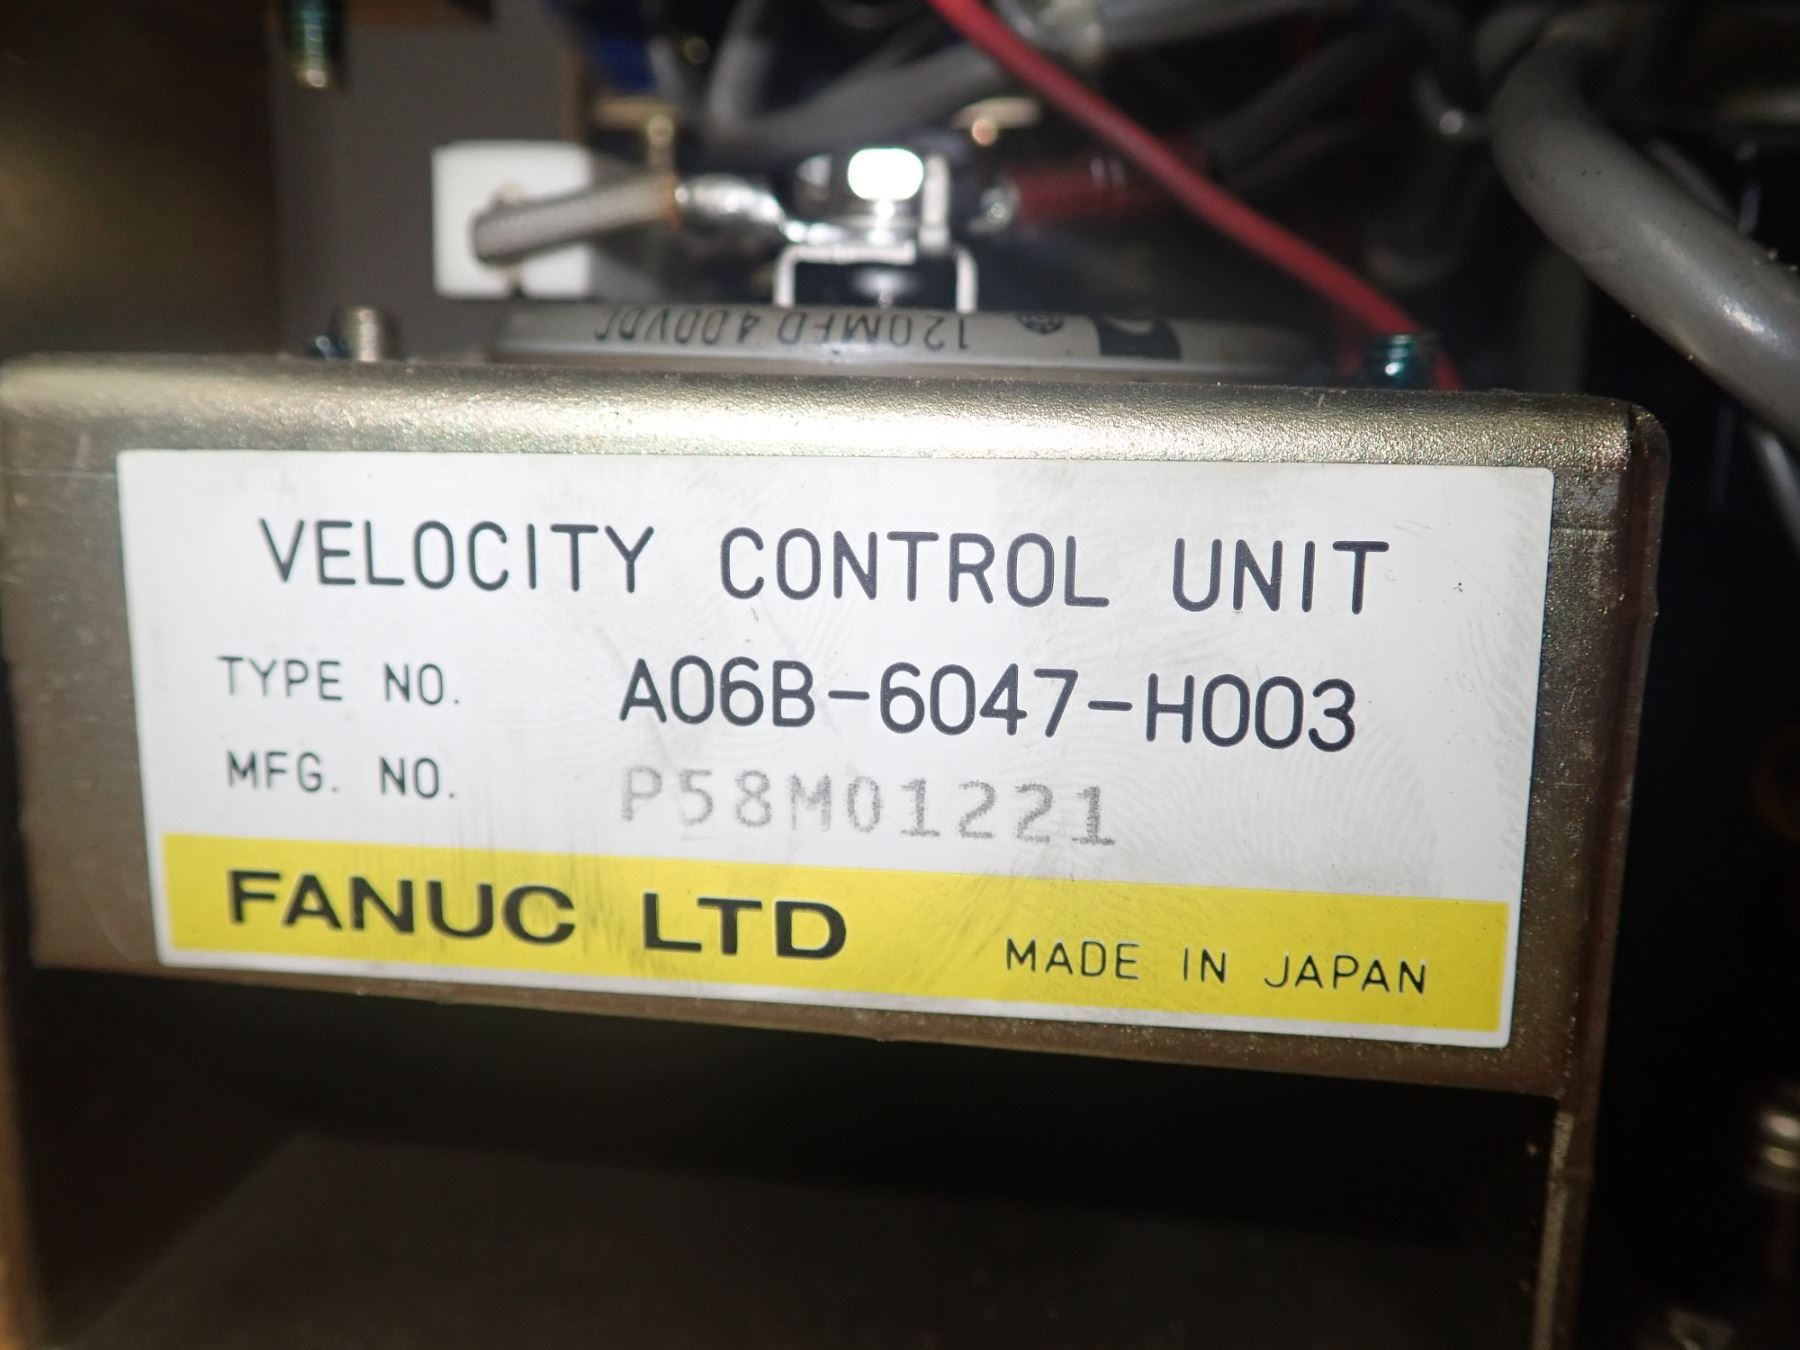 120MFD 400VDC
VELOCITY CONTROL UNIT
TYPE NO. A06B-6047-H003
MFG. NO. P58M01221
FANUC LTD MADE IN JAPAN